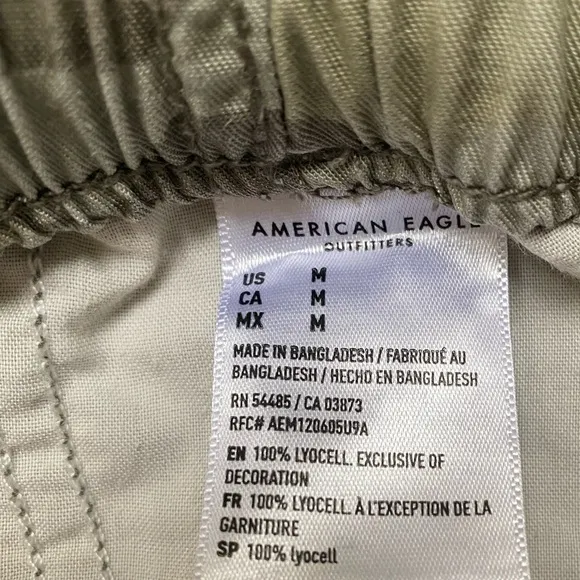 AMERICAN EAGLE
OUTFITTERS
US M
CA M
MX M
MADE IN BANGLADESH / FABRIQUÉ AU
BANGLADESH / HECHO EN BANGLADESH
RN 54485 / CA 03873
RFC# AEM120605U9A
EN 100% LYOCELL. EXCLUSIVE OF
DECORATION
FR 100% LYOCELL. À L'EXCEPTION DE LA
GARNITURE
SP 100% lyocell